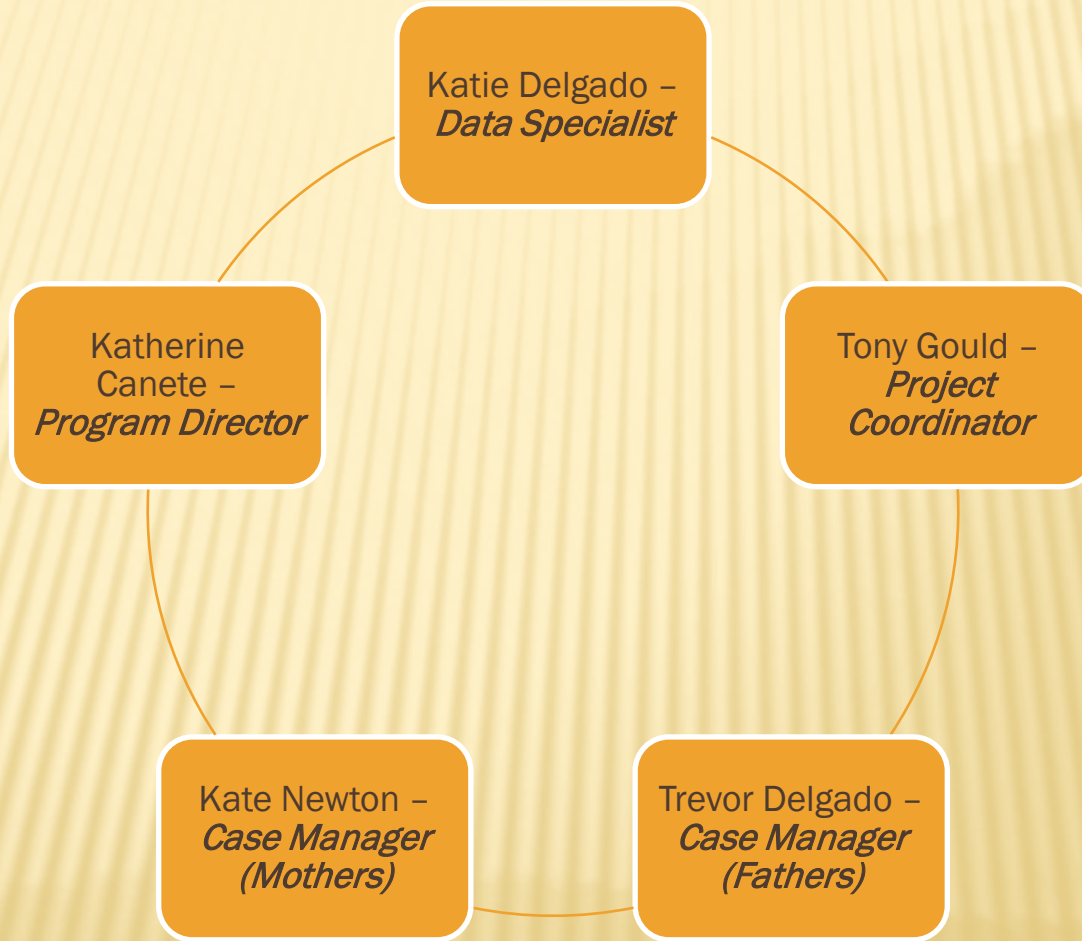 Katie Delgado –
Data Specialist
Tony Gould –
Project
Coordinator
Trevor Delgado –
Case Manager
(Fathers)
Kate Newton –
Case Manager
(Mothers)
Katherine
Canete –
Program Director